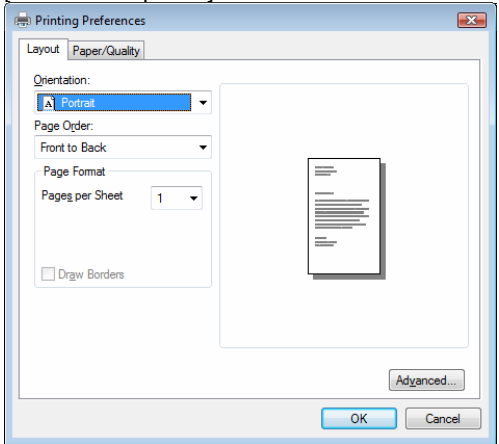 Printing Preferences
Layout Paper/Quality
Orientation:
A Portrait
Page Order:
Front to Back
Page Format
Pages per Sheet 1
Draw Borders
Advanced...
OK Cancel